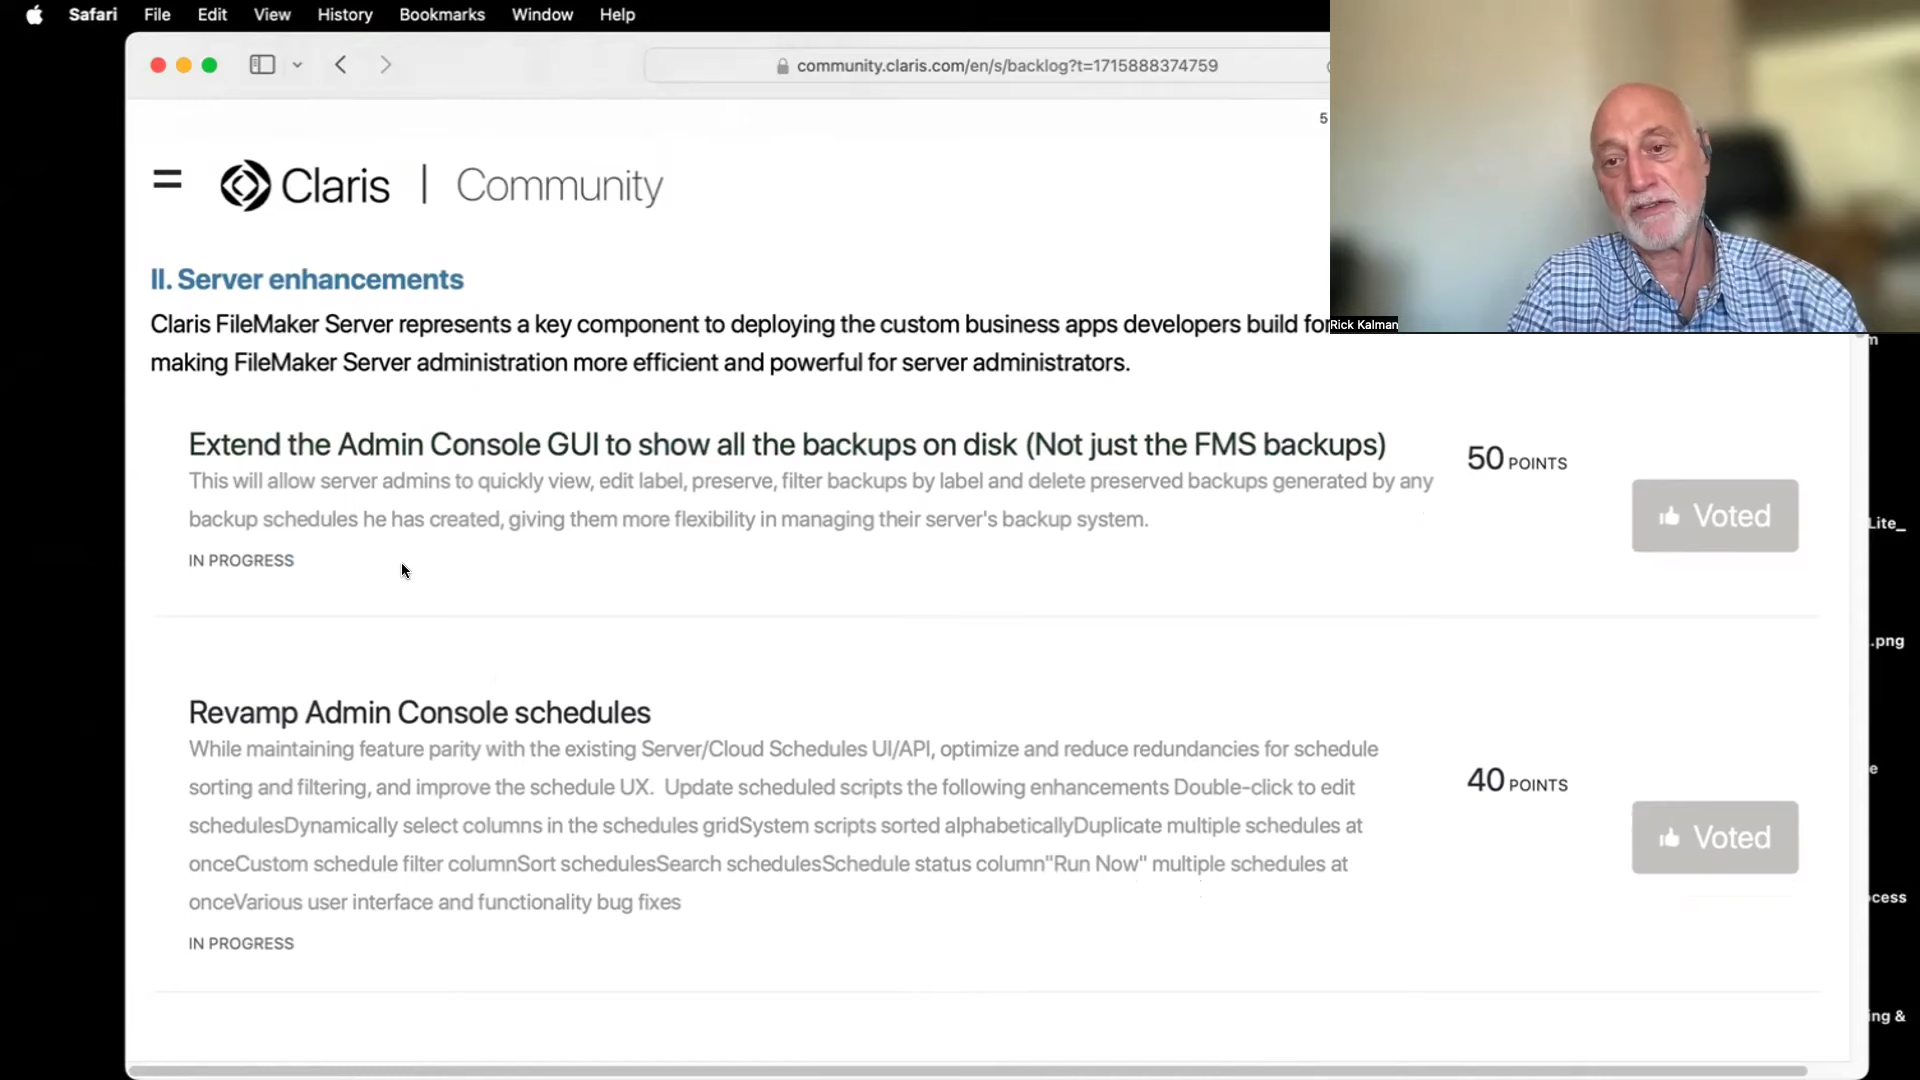 Safari File Edit View History Bookmarks Window Help
community.claris.com/en/s/backlog?t=1715888374759
5
Claris | Community
Rick Kalman
II. Server enhancements
Claris FileMaker Server represents a key component to deploying the custom business apps developers build for
making FileMaker Server administration more efficient and powerful for server administrators.
Extend the Admin Console GUI to show all the backups on disk (Not just the FMS backups)
50 POINTS
This will allow server admins to quickly view, edit label, preserve, filter backups by label and delete preserved backups generated by any
backup schedules he has created, giving them more flexibility in managing their server's backup system.
Voted
IN PROGRESS
Lite_
.png
Revamp Admin Console schedules
While maintaining feature parity with the existing Server/Cloud Schedules UI/API, optimize and reduce redundancies for schedule
40 POINTS
sorting and filtering, and improve the schedule UX.  Update scheduled scripts the following enhancements Double-click to edit
schedulesDynamically select columns in the schedules gridSystem scripts sorted alphabeticallyDuplicate multiple schedules at
Voted
onceCustom schedule filter columnSort schedulesSearch schedulesSchedule status column"Run Now" multiple schedules at
onceVarious user interface and functionality bug fixes
cess
IN PROGRESS
ing &